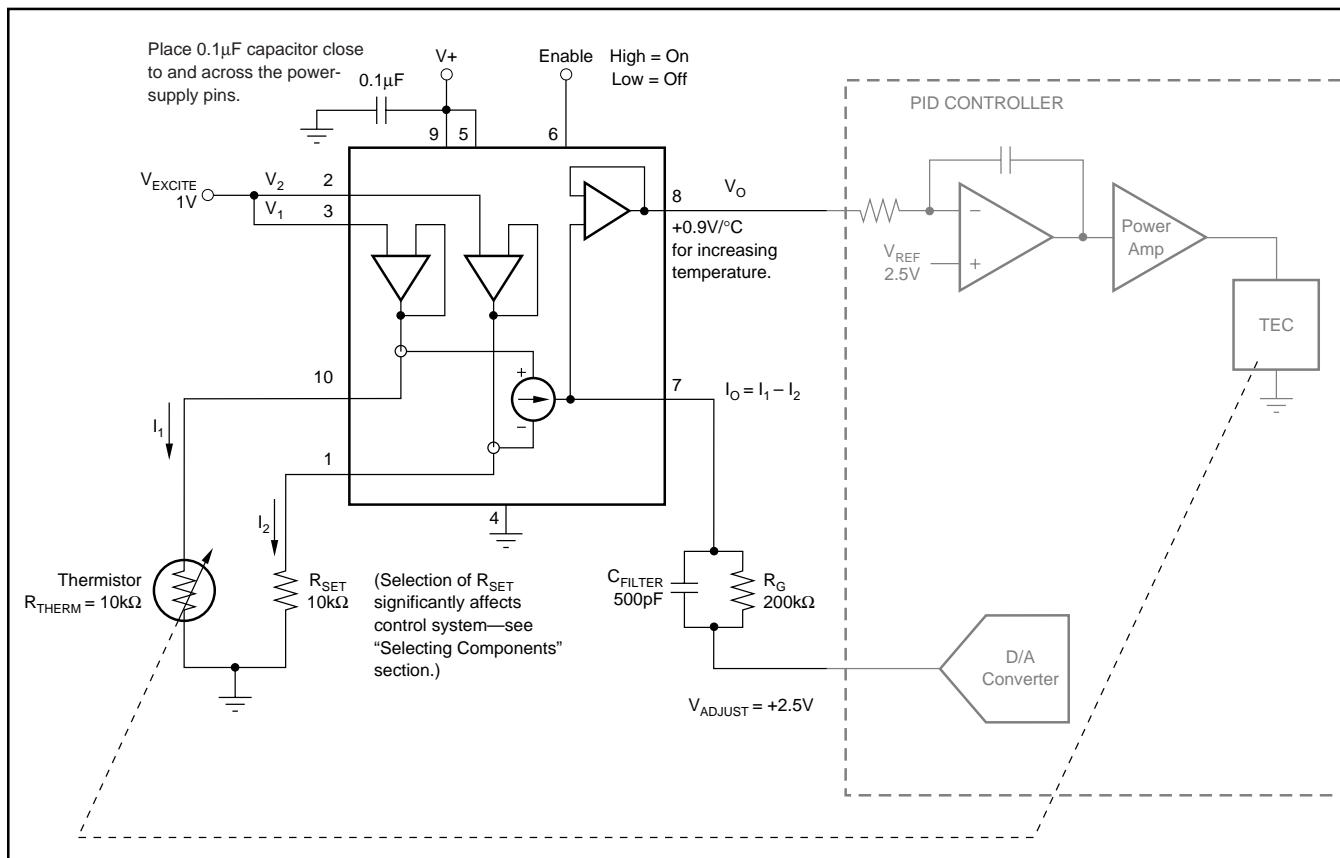 Place 0.1μF capacitor close
to and across the power-
supply pins.
V+
0.1μF
Enable
High = On
Low = Off
9
5
6
PID CONTROLLER
VEXCITE
1V
V2
2
V1
3
8
VO
+0.9V/°C
for increasing
temperature.
−
+
VREF
2.5V
Power
Amp
TEC
+
−
10
7
IO = I1 – I2
I1
1
I2
4
Thermistor
RTHERM = 10kΩ
RSET
10kΩ
(Selection of RSET
significantly affects
control system—see
“Selecting Components”
section.)
CFILTER
500pF
RG
200kΩ
D/A
Converter
VADJUST = +2.5V